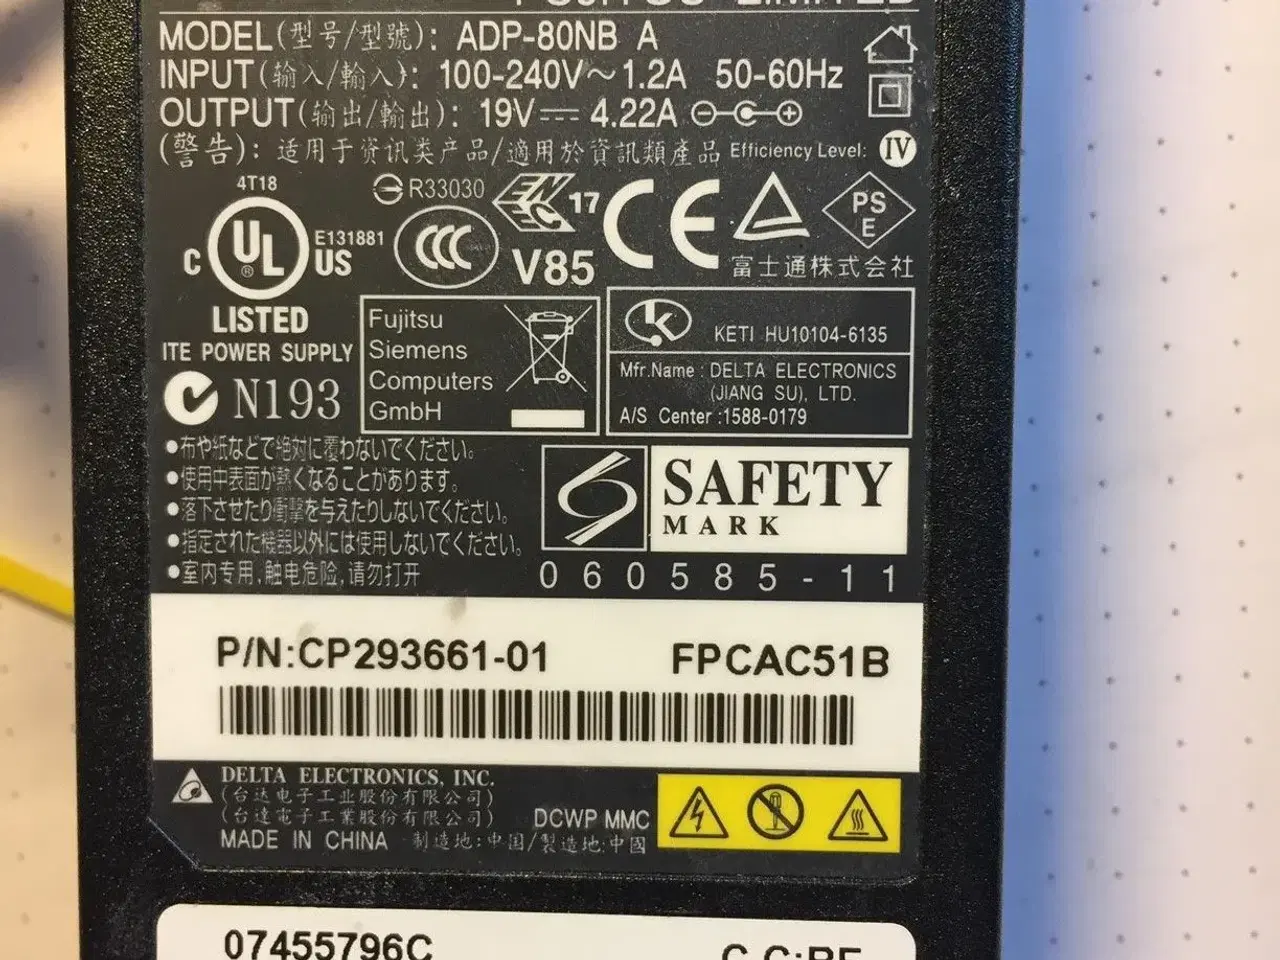 FUJITSU LIMITED
MODEL(型号/型號): ADP-80NB A
INPUT(输入/輸入): 100-240V～1.2A 50-60Hz
OUTPUT(输出/輸出): 19V⎓4.22A
(警告): 适用于资讯类产品/適用於資訊類產品 Efficiency Level: IV
4T18
R33030
17
C UL ® US
E131881
LISTED
ITE POWER SUPPLY
CCC
V85
CE
PS
E
富士通株式会社
N193
Fujitsu
Siemens
Computers
GmbH
KETI HU10104-6135
Mfr.Name : DELTA ELECTRONICS
(JIANG SU), LTD.
A/S Center :1588-0179
•布や紙などで絶対に覆わないでください。
•使用中表面が熱くなることがあります。
•落下させたり衝撃を与えたりしないでください。
•指定された機器以外には使用しないでください。
•室内专用,触电危险,请勿打开
SAFETY
MARK
060585-11
P/N:CP293661-01 FPCAC51B
DELTA ELECTRONICS, INC.
(台达电子工业股份有限公司)
(台達電子工業股份有限公司)
MADE IN CHINA 制造地:中国/製造地:中國
DCWP MMC
07455796C